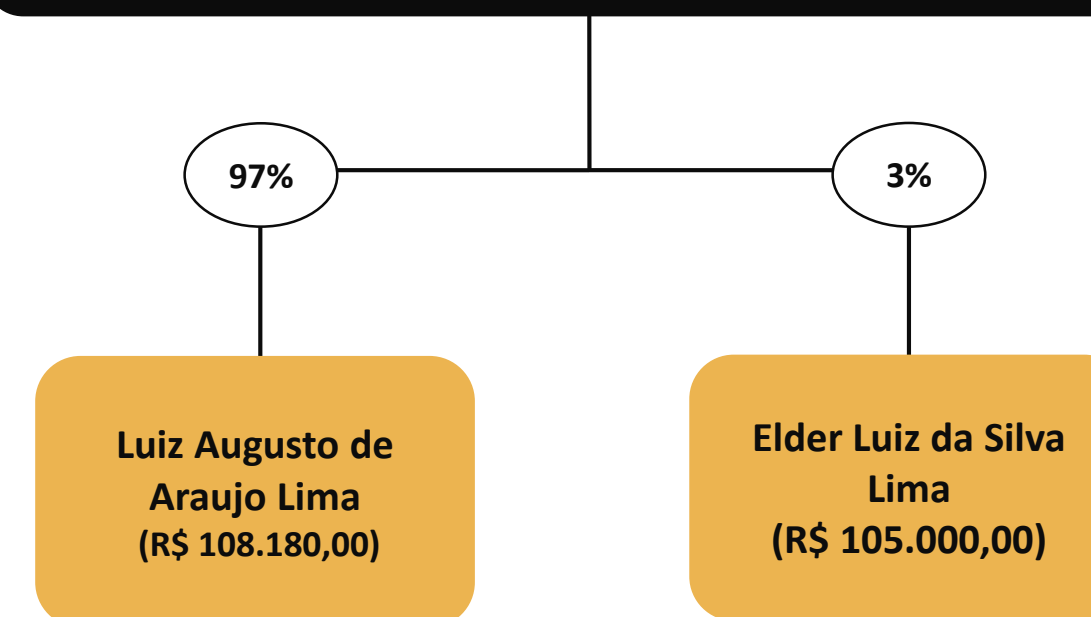 97%
3%
Luiz Augusto de
Araujo Lima
(R$ 108.180,00)
Elder Luiz da Silva
Lima
(R$ 105.000,00)